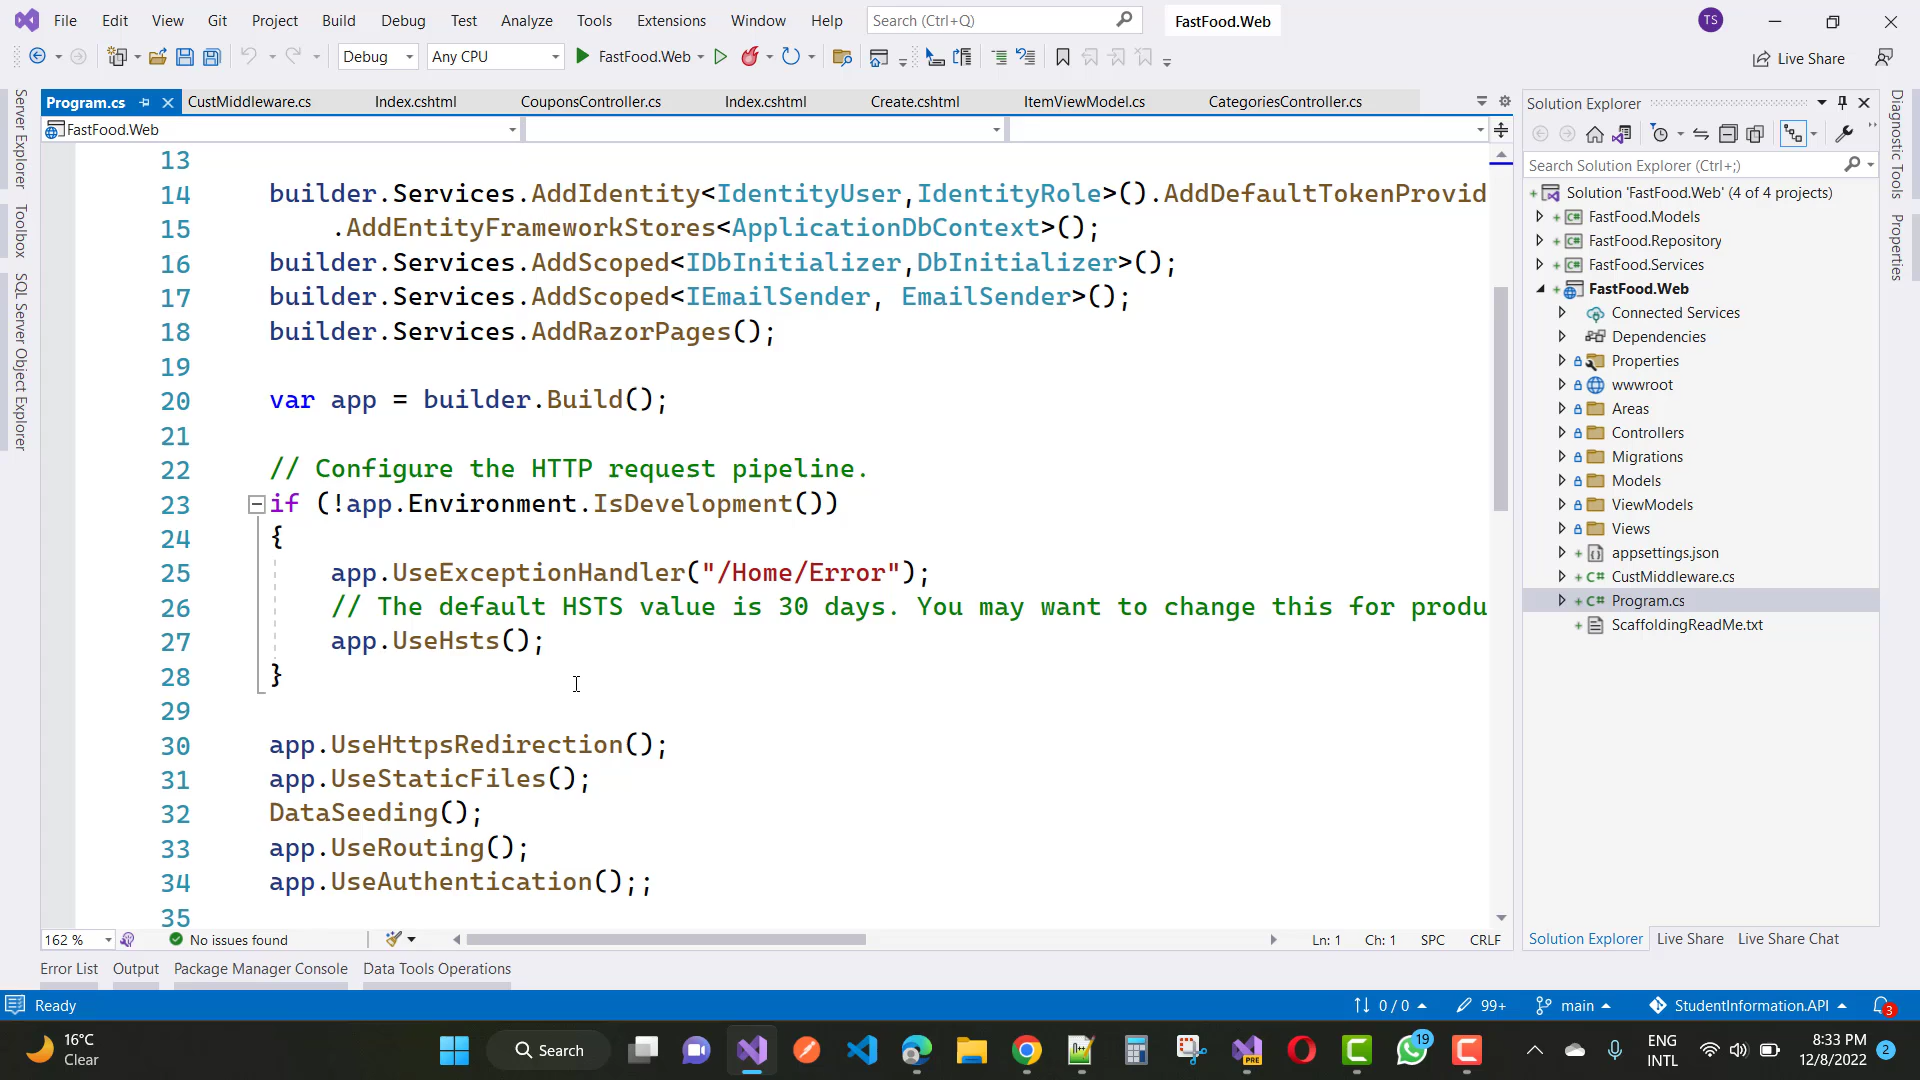 File Edit View Git Project Build Debug Test Analyze Tools Extensions Window Help Search (Ctrl+Q) FastFood.Web TS
Debug Any CPU FastFood.Web Live Share
Program.cs CustMiddleware.cs Index.cshtml CouponsController.cs Index.cshtml Create.cshtml ItemViewModel.cs CategoriesController.cs
FastFood.Web
13
14 builder.Services.AddIdentity<IdentityUser,IdentityRole>().AddDefaultTokenProvid
15 .AddEntityFrameworkStores<ApplicationDbContext>();
16 builder.Services.AddScoped<IDbInitializer,DbInitializer>();
17 builder.Services.AddScoped<IEmailSender, EmailSender>();
18 builder.Services.AddRazorPages();
19
20 var app = builder.Build();
21
22 // Configure the HTTP request pipeline.
23 if (!app.Environment.IsDevelopment())
24 {
25 app.UseExceptionHandler("/Home/Error");
26 // The default HSTS value is 30 days. You may want to change this for produ
27 app.UseHsts();
28 }
29
30 app.UseHttpsRedirection();
31 app.UseStaticFiles();
32 DataSeeding();
33 app.UseRouting();
34 app.UseAuthentication();;
35
162 % No issues found Ln: 1 Ch: 1 SPC CRLF
Error List Output Package Manager Console Data Tools Operations
Server Explorer
Toolbox
SQL Server Object Explorer
Solution Explorer
Search Solution Explorer (Ctrl+;)
Solution 'FastFood.Web' (4 of 4 projects)
FastFood.Models
FastFood.Repository
FastFood.Services
FastFood.Web
Connected Services
Dependencies
Properties
wwwroot
Areas
Controllers
Migrations
Models
ViewModels
Views
appsettings.json
CustMiddleware.cs
Program.cs
ScaffoldingReadMe.txt
Solution Explorer Live Share Live Share Chat
Diagnostic Tools
Properties
Ready 0 / 0 99+ main StudentInformation.API 3
16°C
Clear
Search
PRE
19
ENG
INTL
8:33 PM
12/8/2022
2